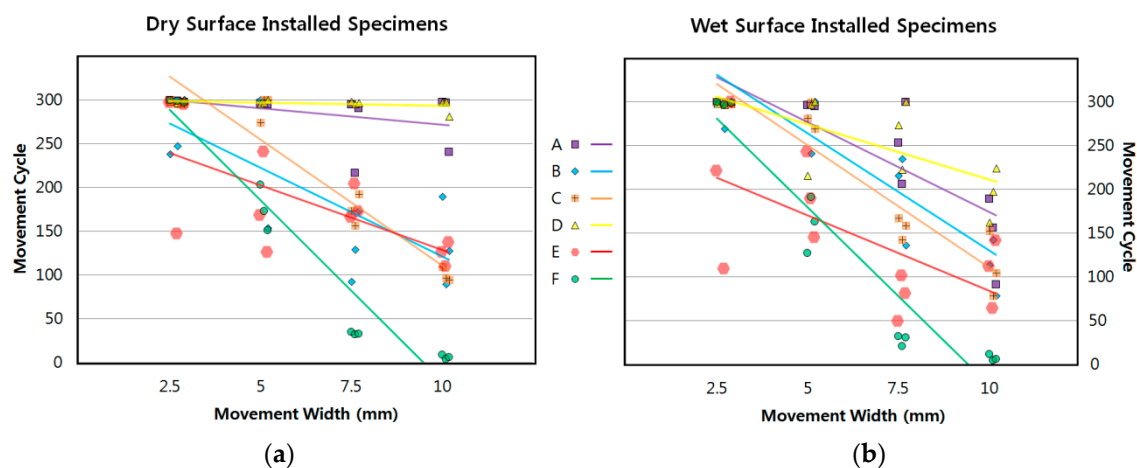 Dry Surface Installed Specimens
Wet Surface Installed Specimens
Movement Cycle
300
250
200
150
100
50
0
2.5
5
7.5
10
Movement Width (mm)
(a)
A
B
C
D
E
F
300
250
200
150
100
50
0
Movement Cycle
2.5
5
7.5
10
Movement Width (mm)
(b)